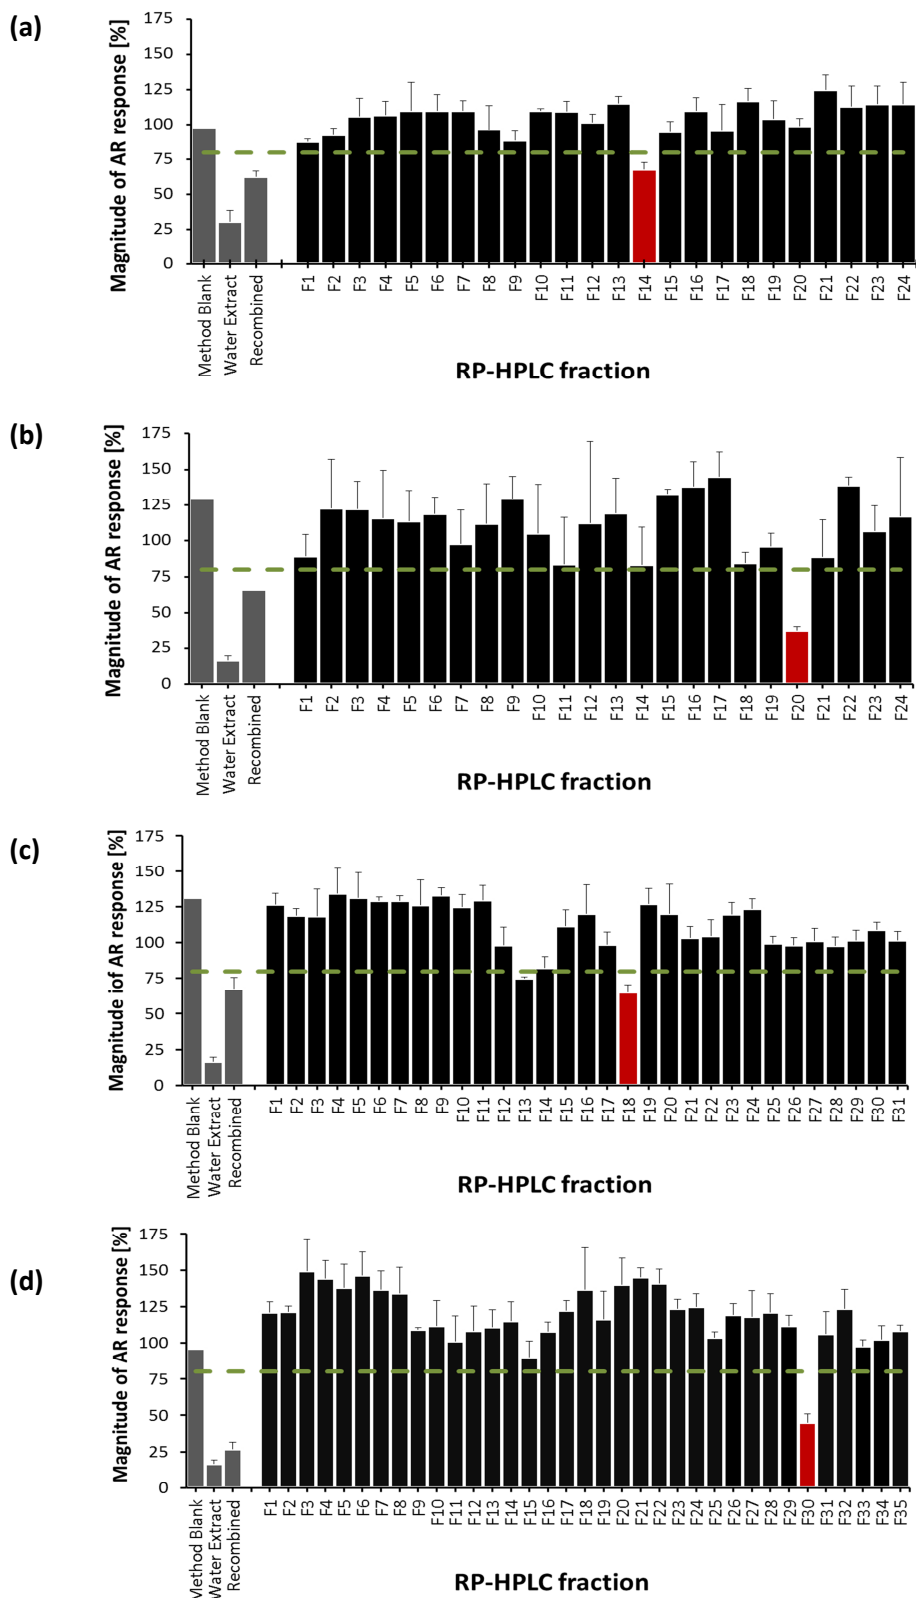 (a)
Magnitude of AR response [%]
175
150
125
100
75
50
25
0
Method Blank
Water Extract
Recombined
F1
F2
F3
F4
F5
F6
F7
F8
F9
F10
F11
F12
F13
F14
F15
F16
F17
F18
F19
F20
F21
F22
F23
F24
RP-HPLC fraction
(b)
Magnitude of AR response [%]
175
150
125
100
75
50
25
0
Method Blank
Water Extract
Recombined
F1
F2
F3
F4
F5
F6
F7
F8
F9
F10
F11
F12
F13
F14
F15
F16
F17
F18
F19
F20
F21
F22
F23
F24
RP-HPLC fraction
(c)
Magnitude iof AR response [%]
175
150
125
100
75
50
25
0
Method Blank
Water Extract
Recombined
F1
F2
F3
F4
F5
F6
F7
F8
F9
F10
F11
F12
F13
F14
F15
F16
F17
F18
F19
F20
F21
F22
F23
F24
F25
F26
F27
F28
F29
F30
F31
RP-HPLC fraction
(d)
Magnitude of AR response [%]
175
150
125
100
75
50
25
0
Method Blank
Water Extract
Recombined
F1
F2
F3
F4
F5
F6
F7
F8
F9
F10
F11
F12
F13
F14
F15
F16
F17
F18
F19
F20
F21
F22
F23
F24
F25
F26
F27
F28
F29
F30
F31
F32
F33
F34
F35
RP-HPLC fraction